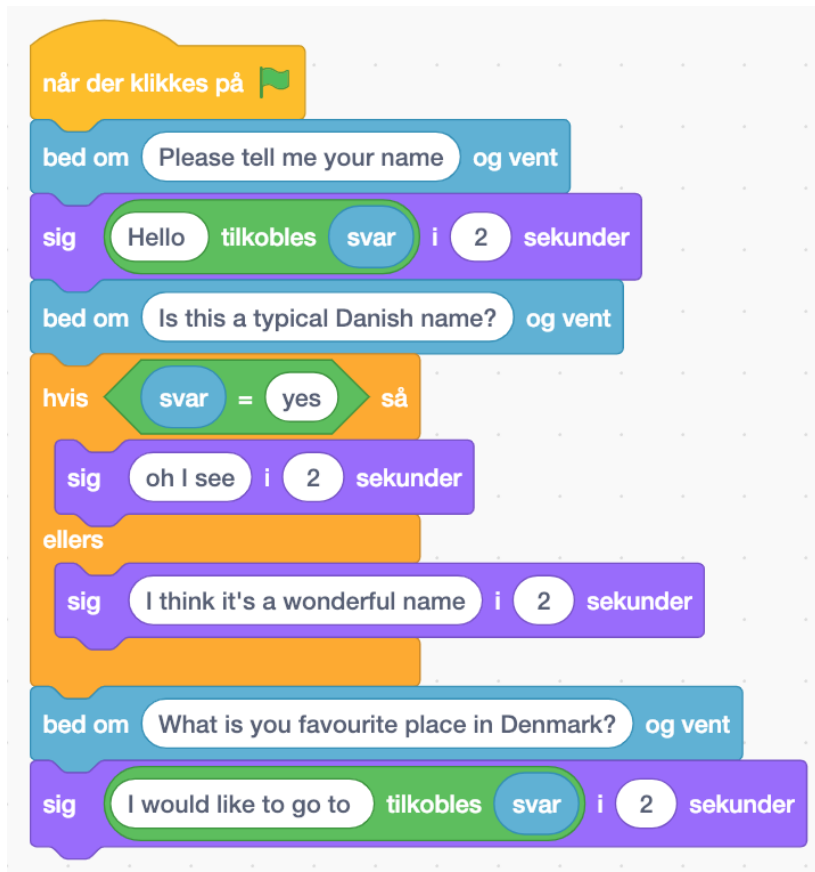 når der klikkes på
bed om Please tell me your name og vent
sig Hello tilkobles svar i 2 sekunder
bed om Is this a typical Danish name? og vent
hvis svar = yes så
sig oh I see i 2 sekunder
ellers
sig I think it's a wonderful name i 2 sekunder
bed om What is you favourite place in Denmark? og vent
sig I would like to go to tilkobles svar i 2 sekunder